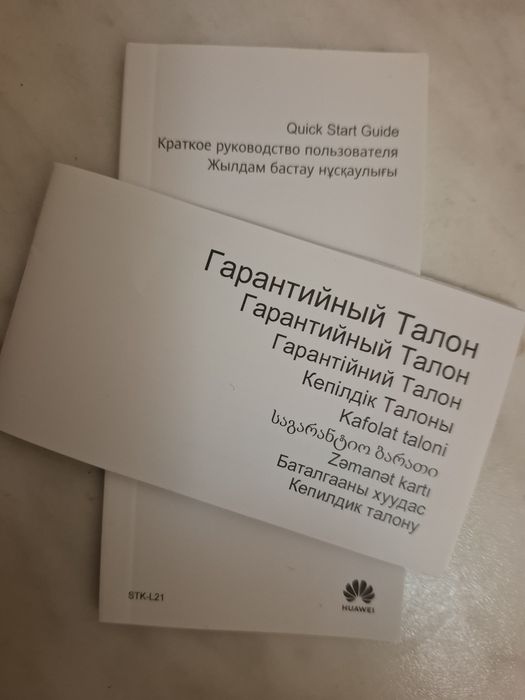 Quick Start Guide
Краткое руководство пользователя
Жылдам бастау нұсқаулығы
Гарантийный Талон
Гарантийный Талон
Гарантійний Талон
Кепілдік Талоны
Kafolat taloni
საგარანტიო ბარათი
Zəmanət kartı
Баталгааны хуудас
Кепилдик талону
STK-L21
HUAWEI